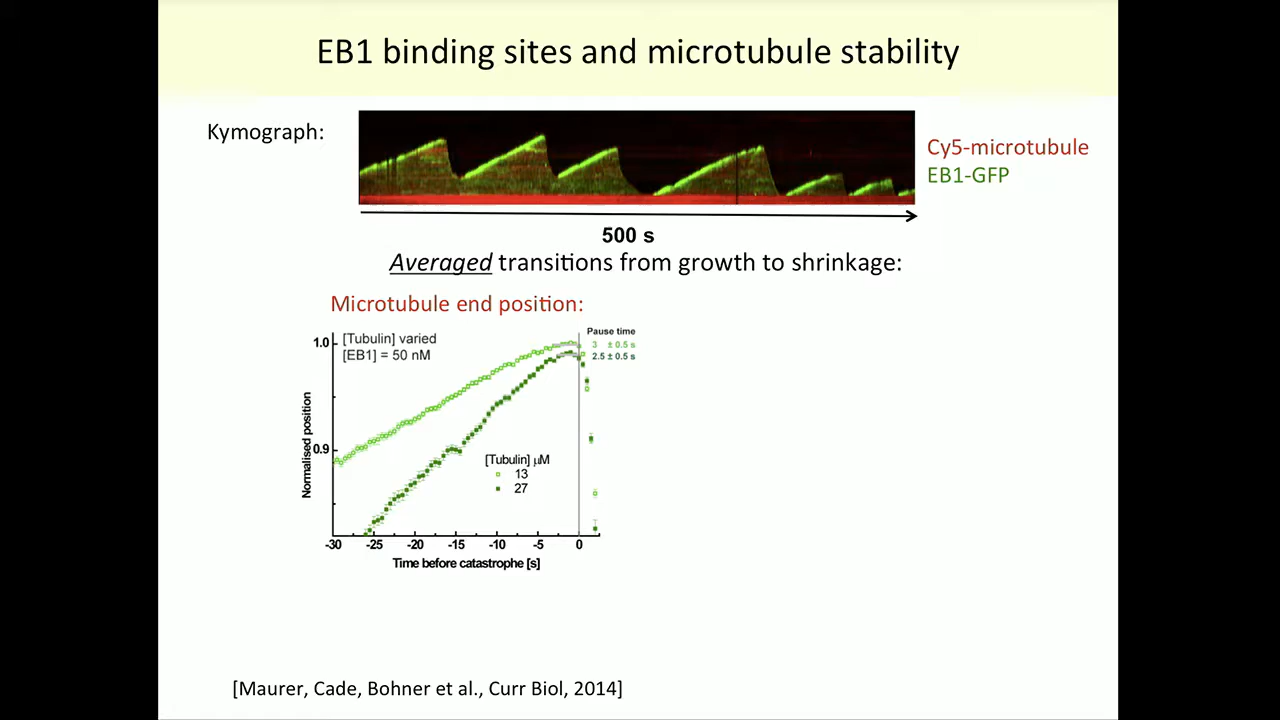 EB1 binding sites and microtubule stability
Kymograph:
Cy5-microtubule
EB1-GFP
500 s
Averaged transitions from growth to shrinkage:
Microtubule end position:
[Tubulin] varied
[EB1] = 50 nM
Pause time
3 ± 0.5 s
2.5 ± 0.5 s
1.0
0.9
Normalised position
[Tubulin] µM
13
27
-30 -25 -20 -15 -10 -5 0
Time before catastrophe [s]
[Maurer, Cade, Bohner et al., Curr Biol, 2014]